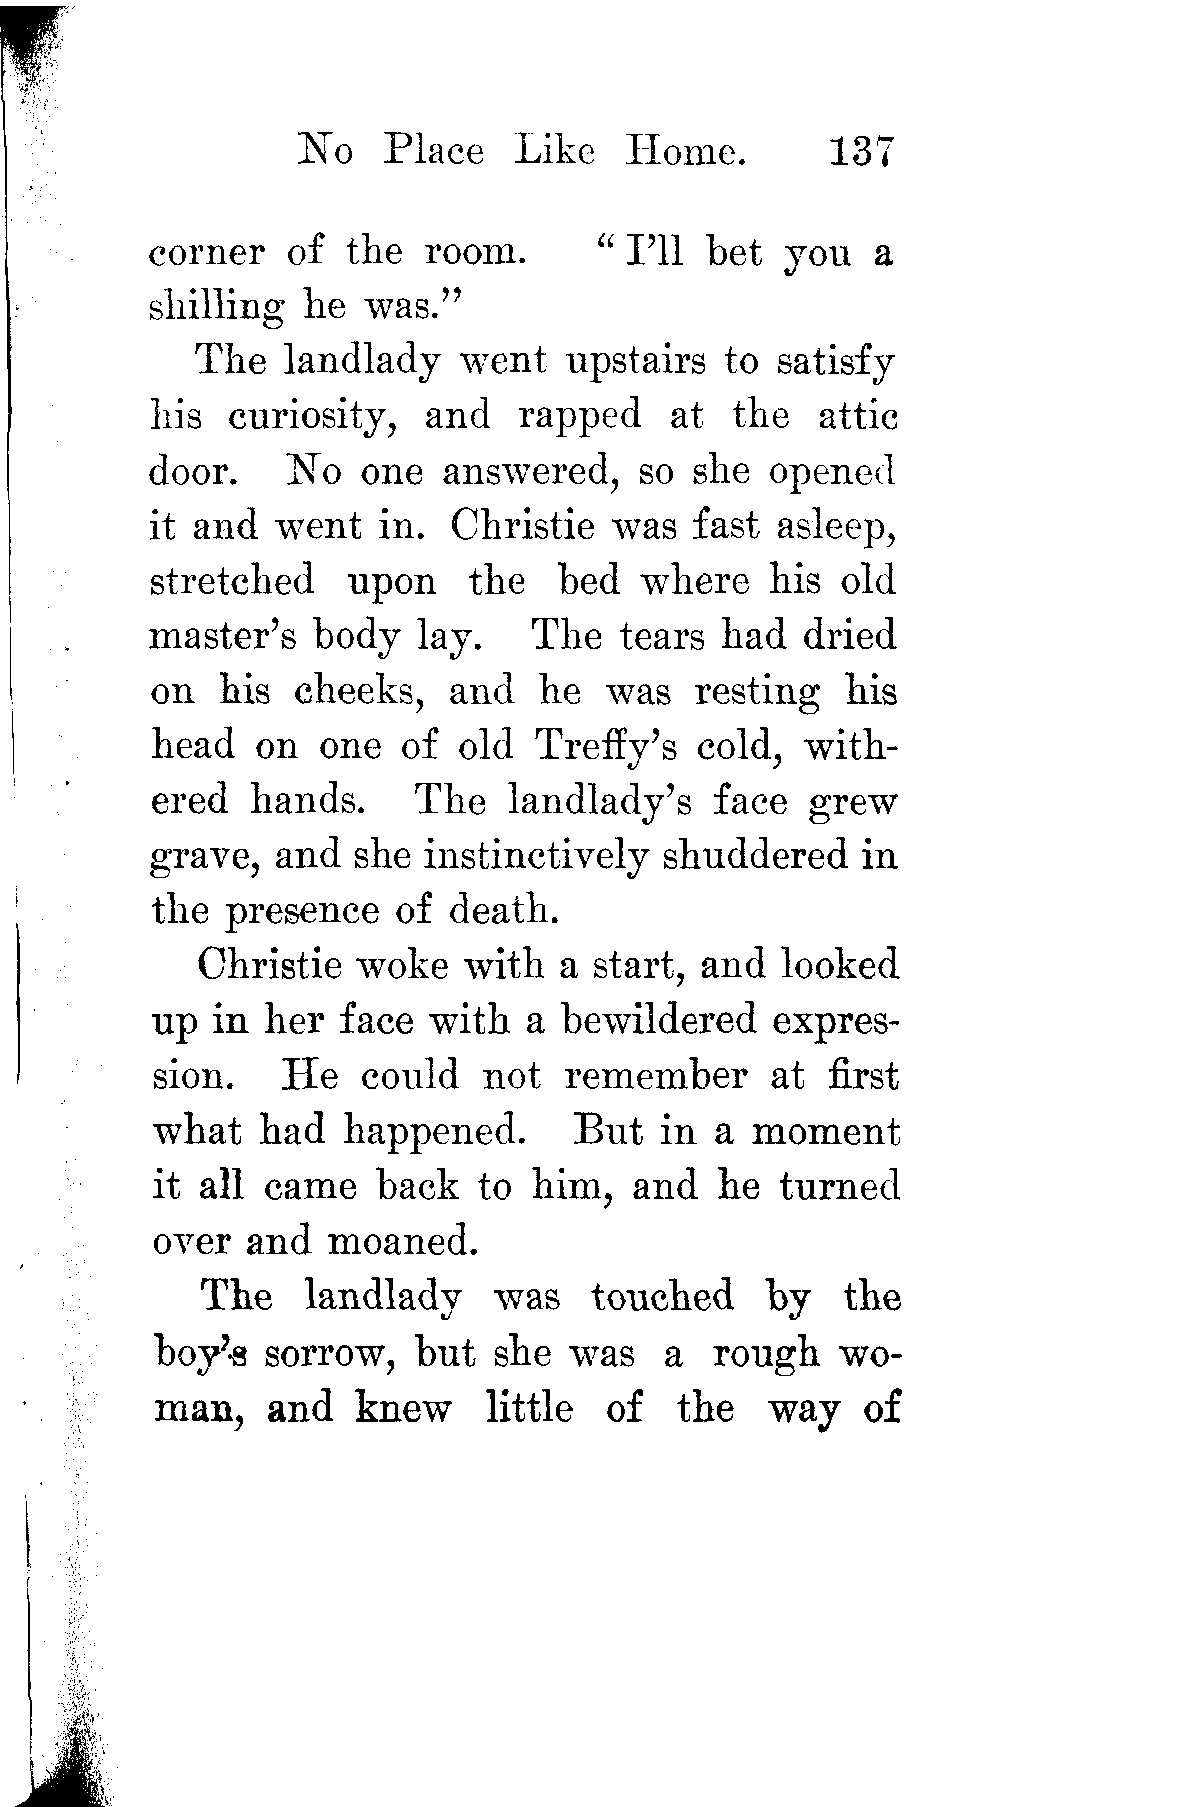 No Place Like Home. 137
corner of the room. “ I’ll bet you a
shilling he was.”
The landlady went upstairs to satisfy
his curiosity, and rapped at the attic
door. No one answered, so she opened
it and went in. Christie was fast asleep,
stretched upon the bed where his old
master’s body lay. The tears had dried
on his cheeks, and he was resting his
head on one of old Treffy’s cold, with-
ered hands. The landlady’s face grew
grave, and she instinctively shuddered in
the presence of death.
Christie woke with a start, and looked
up in her face with a bewildered expres-
sion. He could not remember at first
what had happened. But in a moment
it all came back to him, and he turned
over and moaned.
The landlady was touched by the
boy’s sorrow, but she was a rough wo-
man, and knew little of the way of